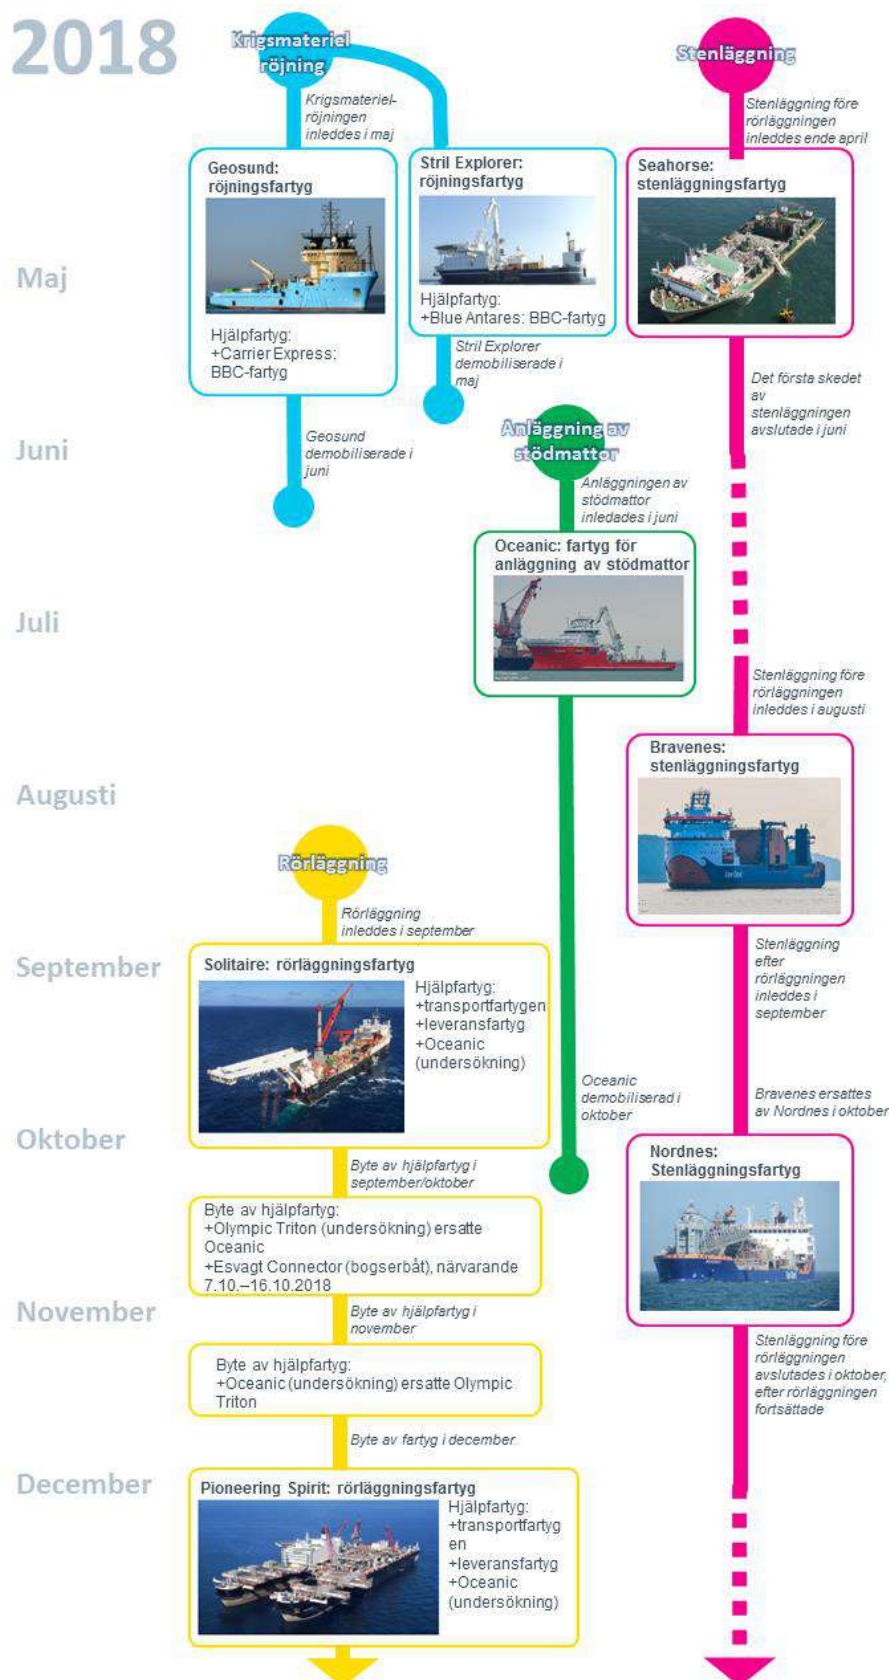 2018
Krigsmateriel
röjning
Krigsmateriel-
röjningen
inleddes i maj
Geosund:
röjningsfartyg
Hjälpfartyg:
+Carrier Express:
BBC-fartyg
Geosund
demobiliserade i
juni
Stril Explorer:
röjningsfartyg
Hjälpfartyg:
+Blue Antares: BBC-fartyg
Stril Explorer
demobiliserade i
maj
Stenläggning
Stenläggning före
rörläggningen
inleddes ende april
Seahorse:
stenläggningsfartyg
Det första skedet
av
stenläggningen
avslutade i juni
Maj
Juni
Anläggning av
stödmattor
Anläggningen av
stödmattor
inledades i juni
Oceanic: fartyg för
anläggning av stödmattor
Juli
Stenläggning före
rörläggningen
inleddes i augusti
Bravenes:
stenläggningsfartyg
Augusti
Rörläggning
Rörläggning
inleddes i september
September
Solitaire: rörläggningsfartyg
Hjälpfartyg:
+transportfartygen
+leveransfartyg
+Oceanic
(undersökning)
Stenläggning
efter
rörläggningen
inleddes i
september
Oceanic
demobiliserad i
oktober
Bravenes ersattes
av Nordnes i oktober
Oktober
Nordnes:
Stenläggningsfartyg
Byte av hjälpfartyg i
september/oktober
Byte av hjälpfartyg:
+Olympic Triton (undersökning) ersatte
Oceanic
+Esvagt Connector (bogserbåt), närvarande
7.10.–16.10.2018
November
Byte av hjälpfartyg i
november
Byte av hjälpfartyg:
+Oceanic (undersökning) ersatte Olympic
Triton
Stenläggning före
rörläggningen
avslutades i oktober,
efter rörläggningen
fortsättade
Byte av fartyg i december
December
Pioneering Spirit: rörläggningsfartyg
Hjälpfartyg:
+transportfartyg
en
+leveransfartyg
+Oceanic
(undersökning)